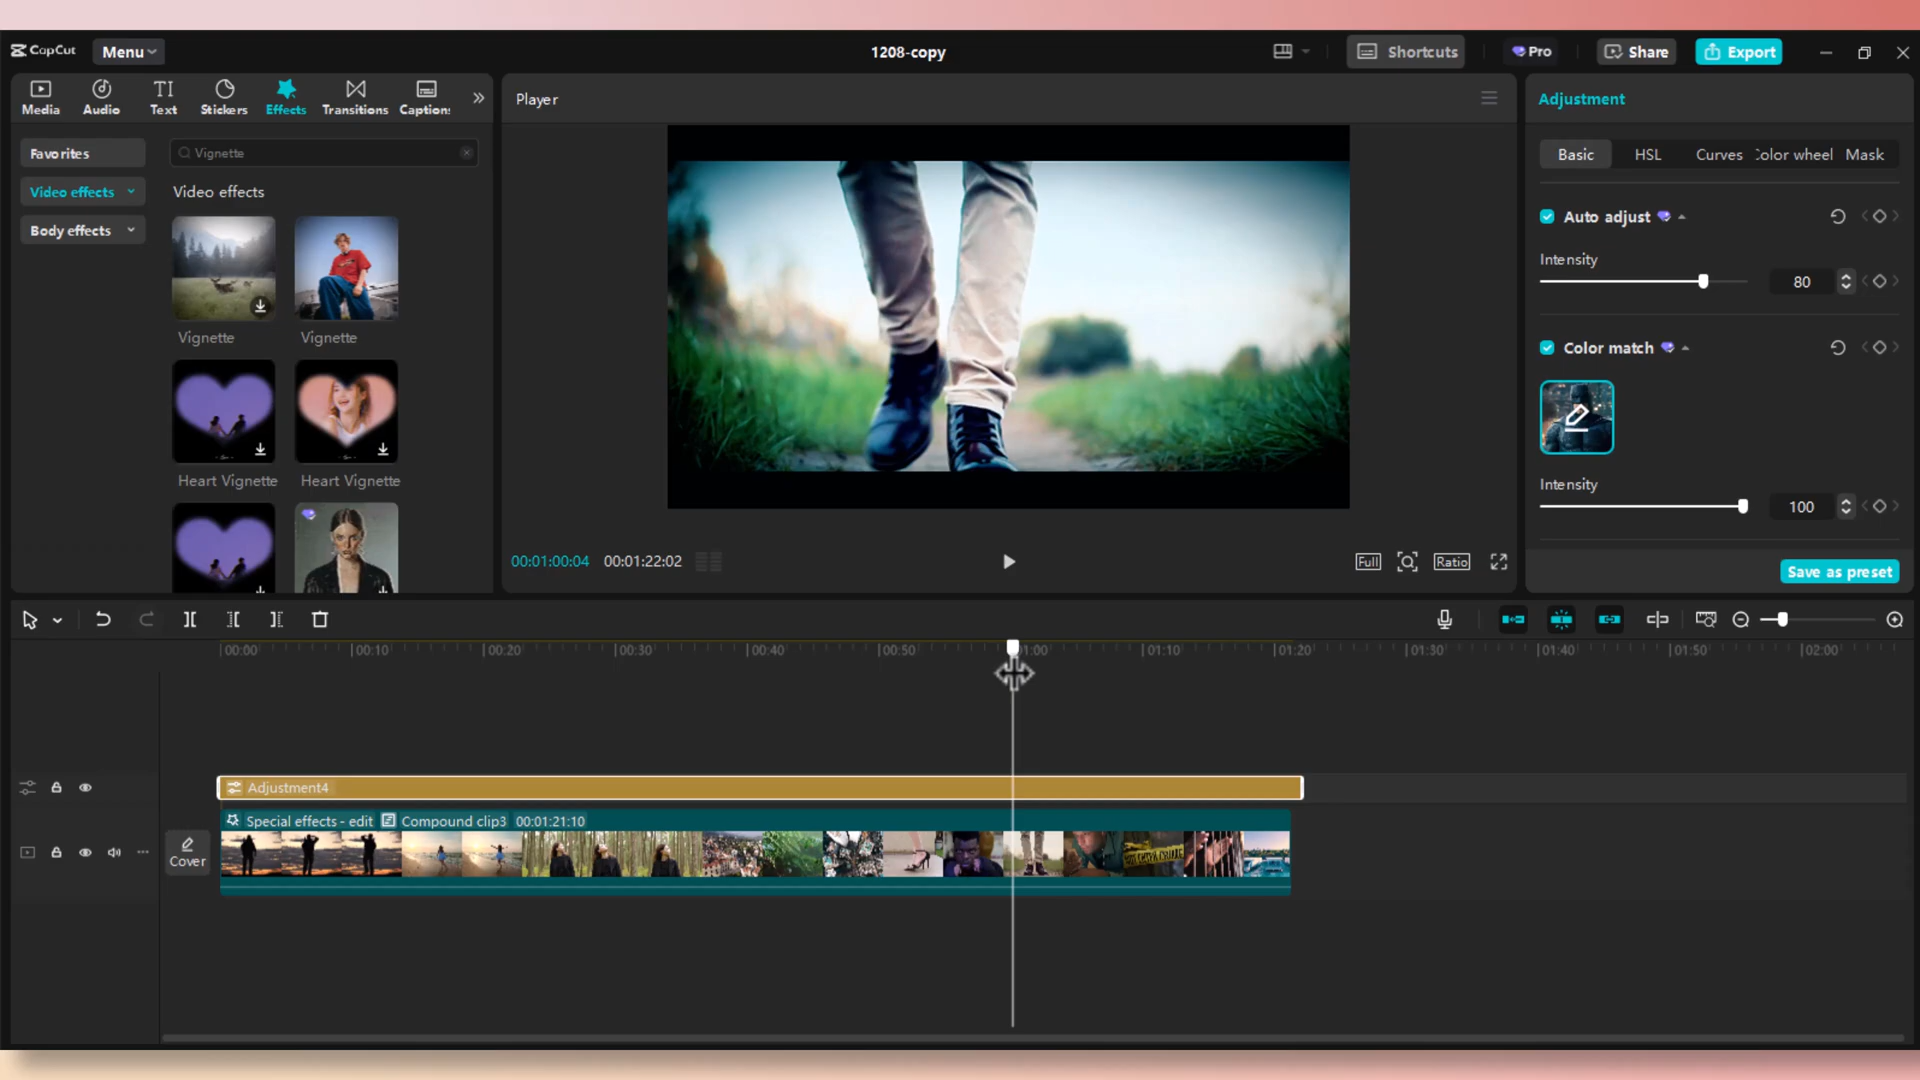 CapCut
Menu
1208-copy
Shortcuts
Pro
Share
Export
Media
Audio
Text
Stickers
Effects
Transitions
Caption
Player
Adjustment
Favorites
Vignette
Basic
HSL
Curves
Color wheel
Mask
Video effects
Video effects
Body effects
Auto adjust
Intensity
80
Vignette
Vignette
Color match
Heart Vignette
Heart Vignette
Intensity
100
00:01:00:04
00:01:22:02
Full
Ratio
Save as preset
00:00
00:10
00:20
00:30
00:40
00:50
01:00
01:10
01:20
01:30
01:40
01:50
02:00
Adjustment4
Special effects - edit
Compound clip3
00:01:21:10
Cover